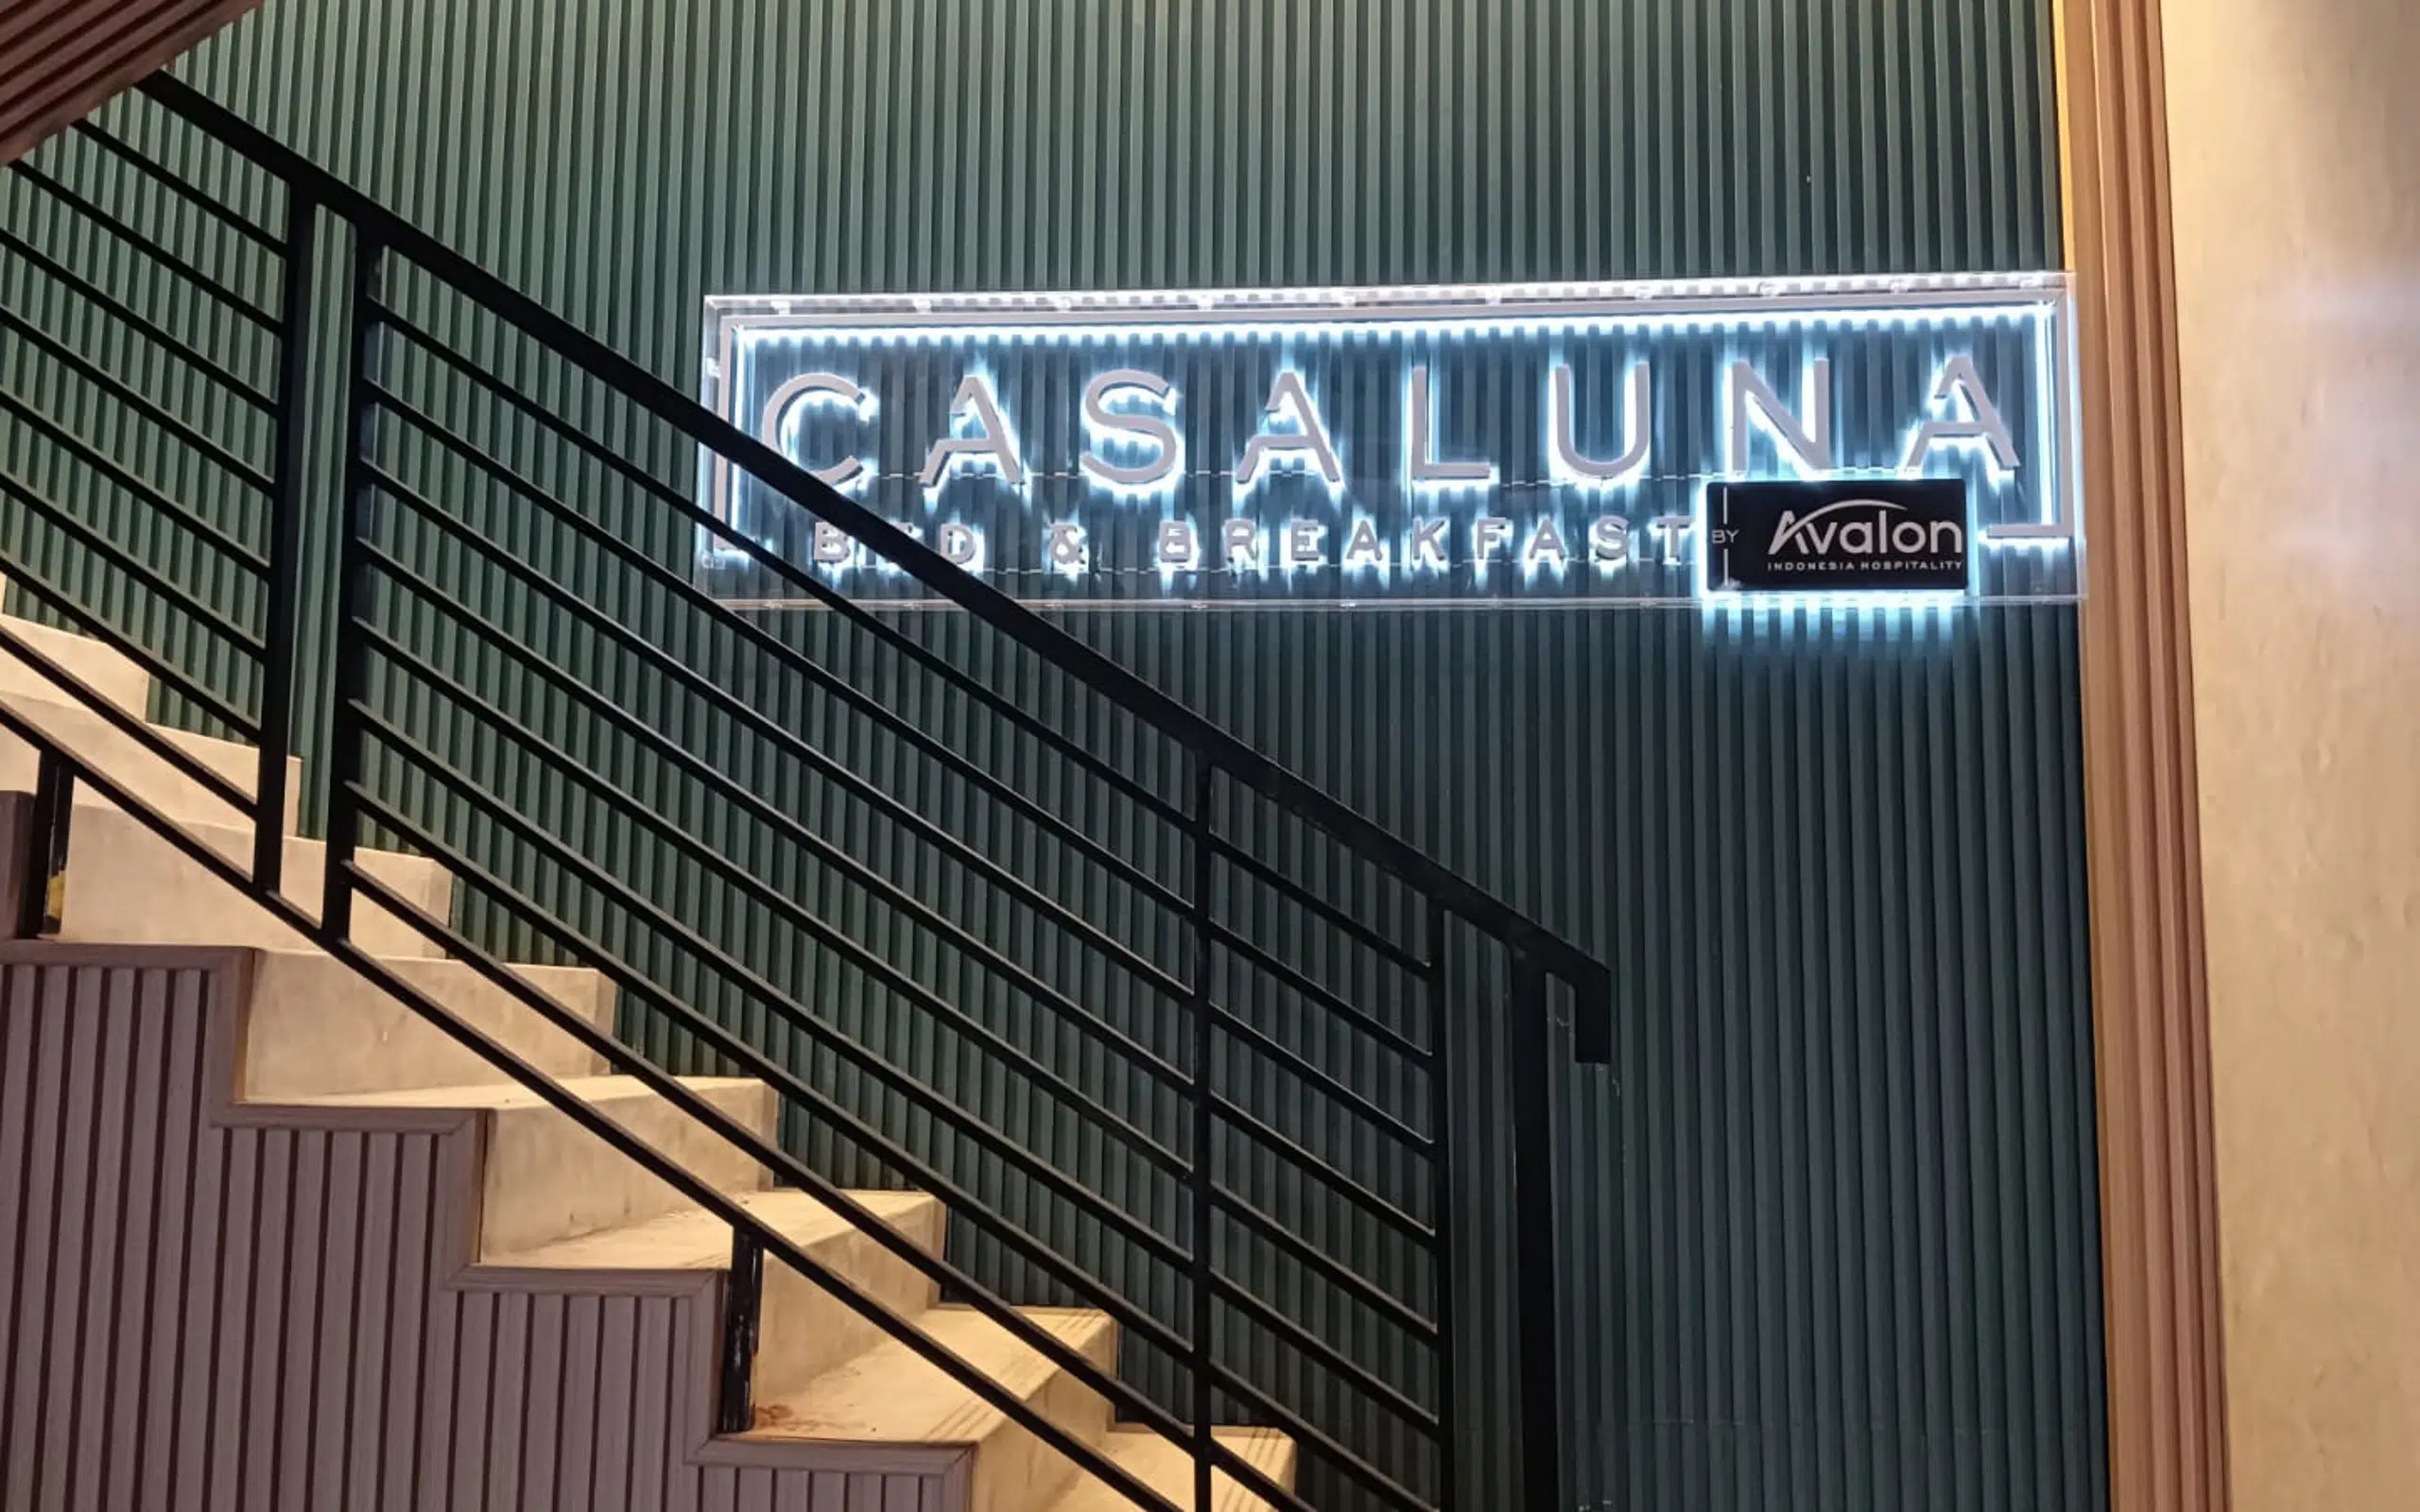 CASALUNA
BED & BREAKFAST
BY Avalon
INDONESIA HOSPITALITY